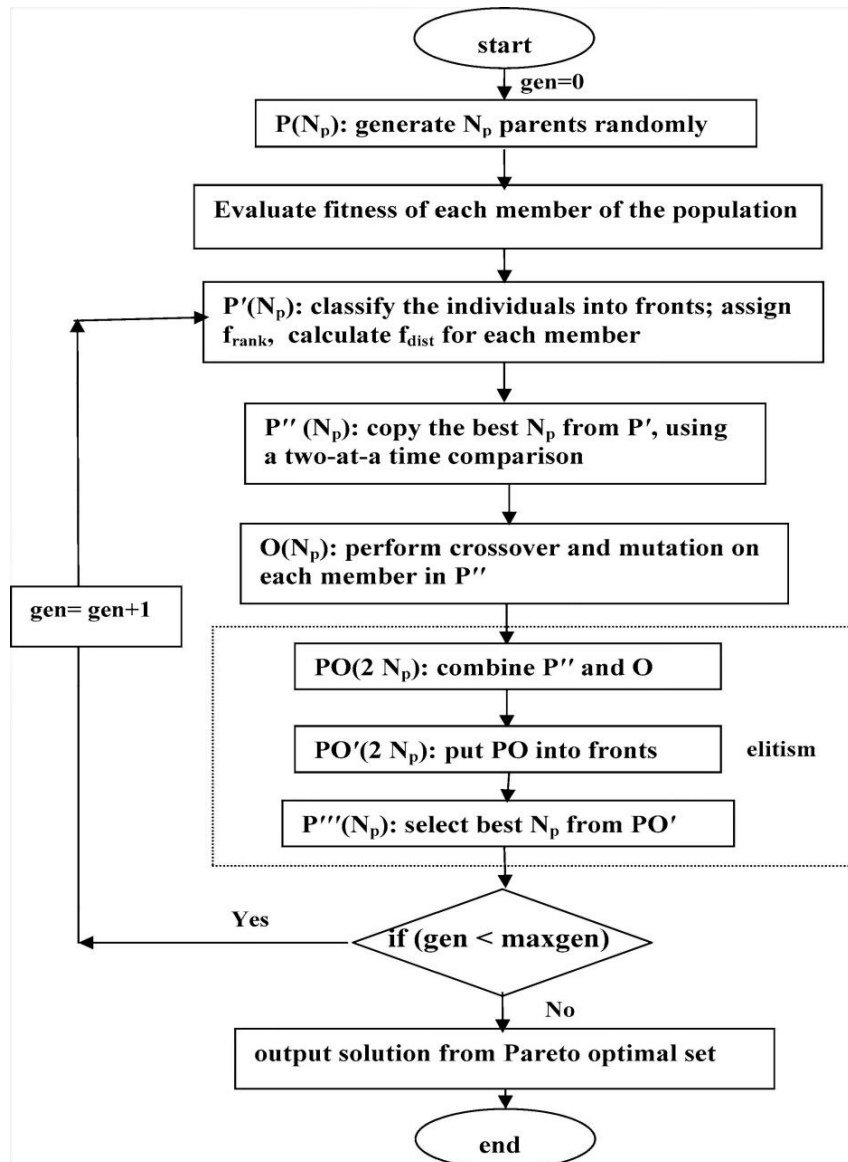 start
gen=0
P(Nₚ): generate Nₚ parents randomly
Evaluate fitness of each member of the population
P′(Nₚ): classify the individuals into fronts; assign
f_rank, calculate f_dist for each member
P′′ (Nₚ): copy the best Nₚ from P′, using
a two-at-a time comparison
O(Nₚ): perform crossover and mutation on
each member in P′′
gen= gen+1
PO(2 Nₚ): combine P′′ and O
PO′(2 Nₚ): put PO into fronts
elitism
P′′′(Nₚ): select best Nₚ from PO′
Yes
if (gen < maxgen)
No
output solution from Pareto optimal set
end